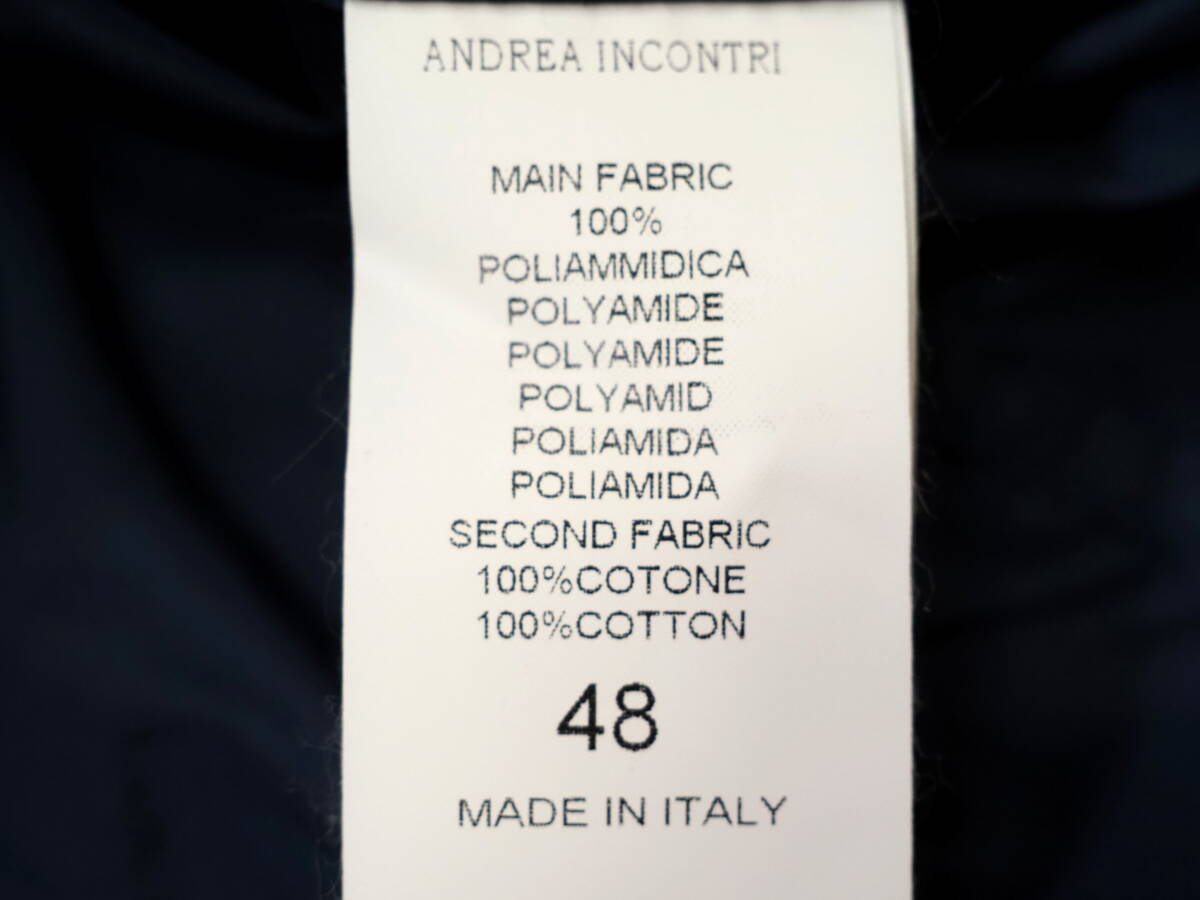 ANDREA INCONTRI
MAIN FABRIC
100%
POLIAMMIDICA
POLYAMIDE
POLYAMIDE
POLYAMID
POLIAMIDA
POLIAMIDA
SECOND FABRIC
100%COTONE
100%COTTON
48
MADE IN ITALY